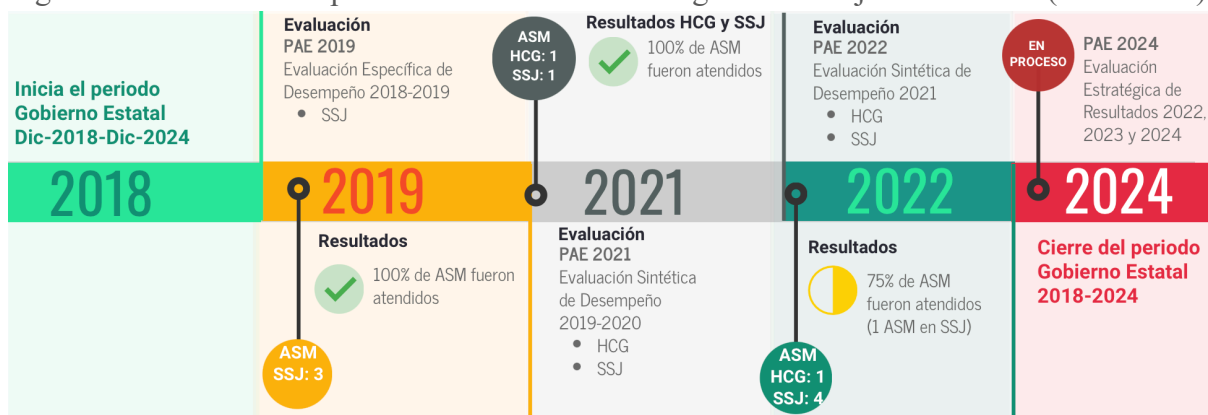 Inicia el periodo
Gobierno Estatal
Dic-2018-Dic-2024
2018
Evaluación
PAE 2019
Evaluación Específica de
Desempeño 2018-2019
• SSJ
2019
Resultados
100% de ASM fueron
atendidos
ASM
SSJ: 3
ASM
HCG: 1
SSJ: 1
Resultados HCG y SSJ
100% de ASM
fueron atendidos
2021
Evaluación
PAE 2021
Evaluación Sintética
de Desempeño
2019-2020
• HCG
• SSJ
Evaluación
PAE 2022
Evaluación Sintética de
Desempeño 2021
• HCG
• SSJ
2022
Resultados
75% de ASM
fueron atendidos
(1 ASM en SSJ)
ASM
HCG: 1
SSJ: 4
EN
PROCESO
PAE 2024
Evaluación
Estratégica de
Resultados 2022,
2023 y 2024
2024
Cierre del periodo
Gobierno Estatal
2018-2024